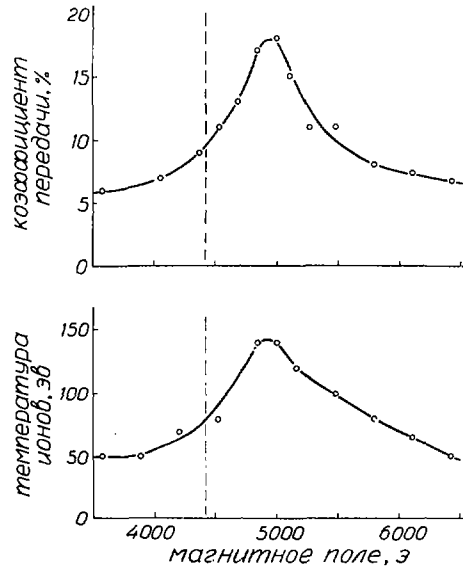 коэффициент
передачи, %
20
15
10
5
0
температура
ионов, эв
150
100
50
0
4000
5000
6000
магнитное поле, э